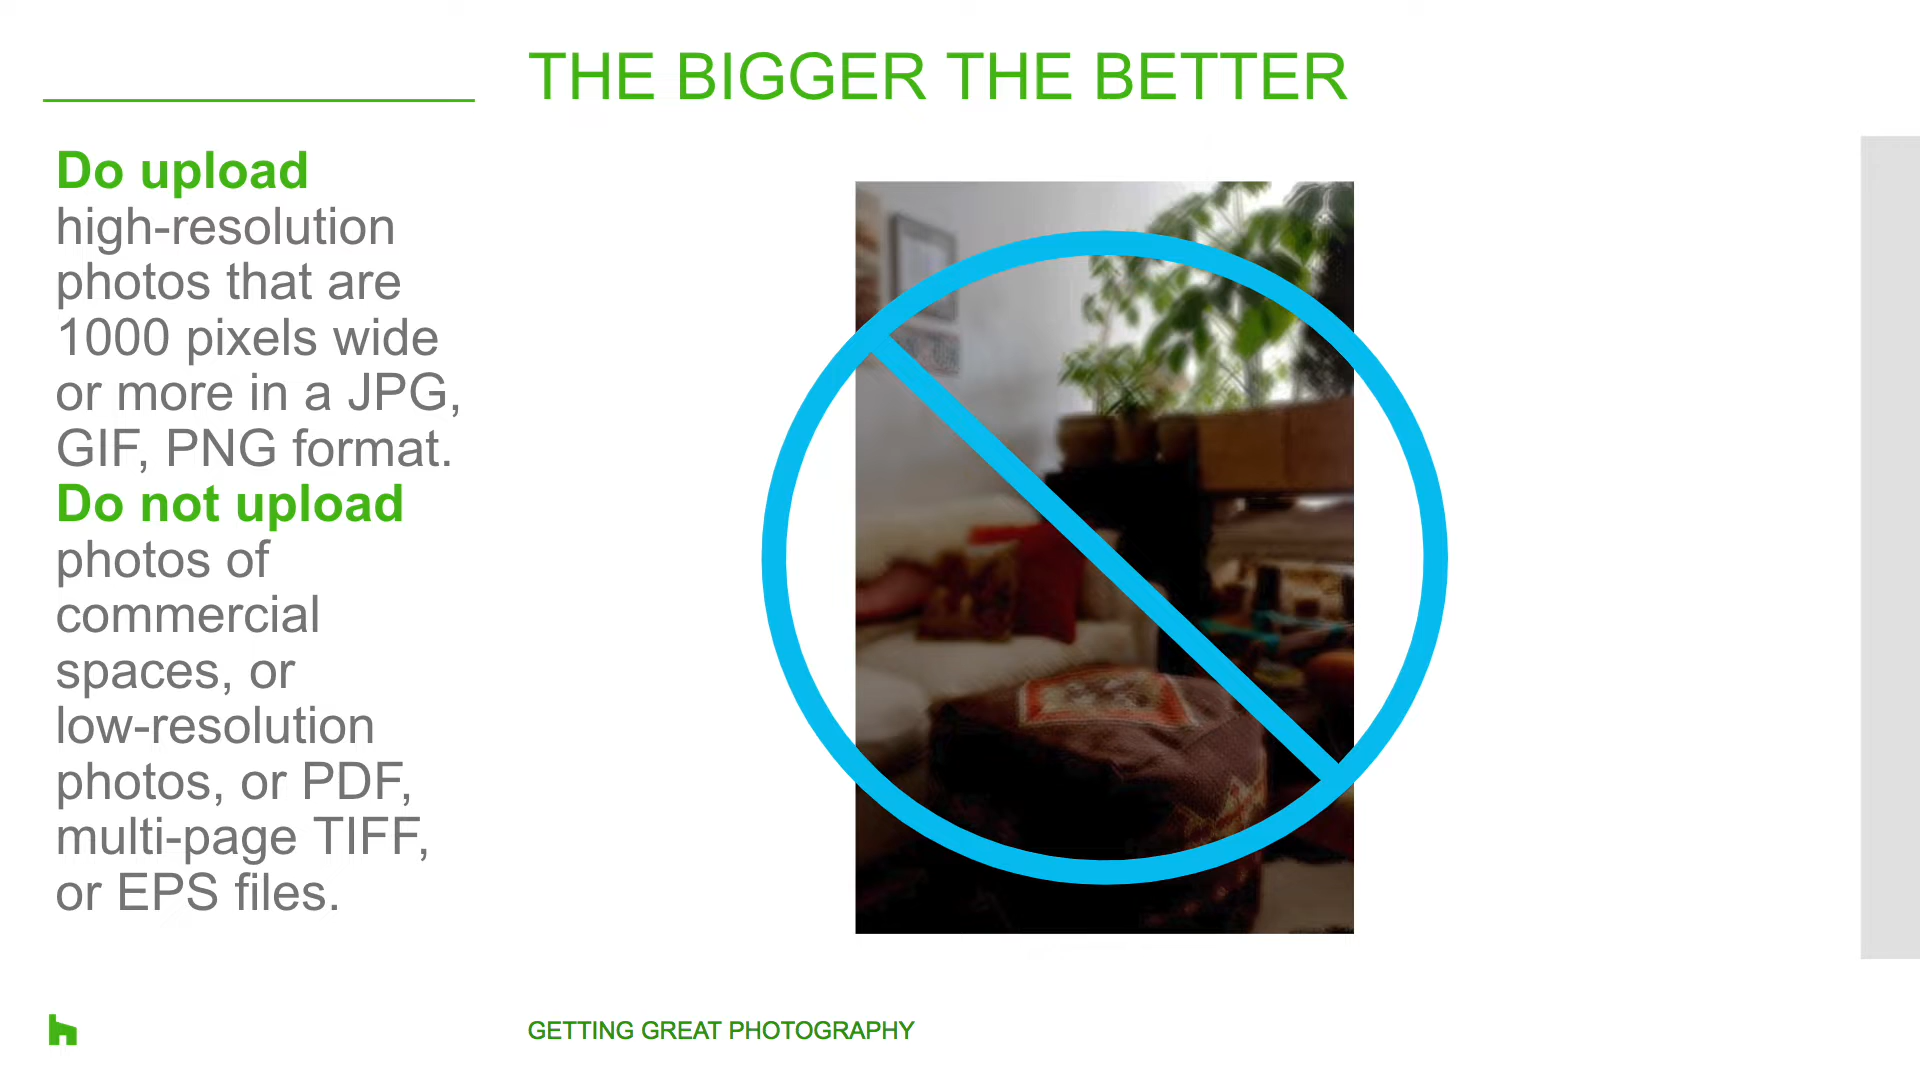 THE BIGGER THE BETTER
Do upload
high-resolution
photos that are
1000 pixels wide
or more in a JPG,
GIF, PNG format.
Do not upload
photos of
commercial
spaces, or
low-resolution
photos, or PDF,
multi-page TIFF,
or EPS files.
GETTING GREAT PHOTOGRAPHY